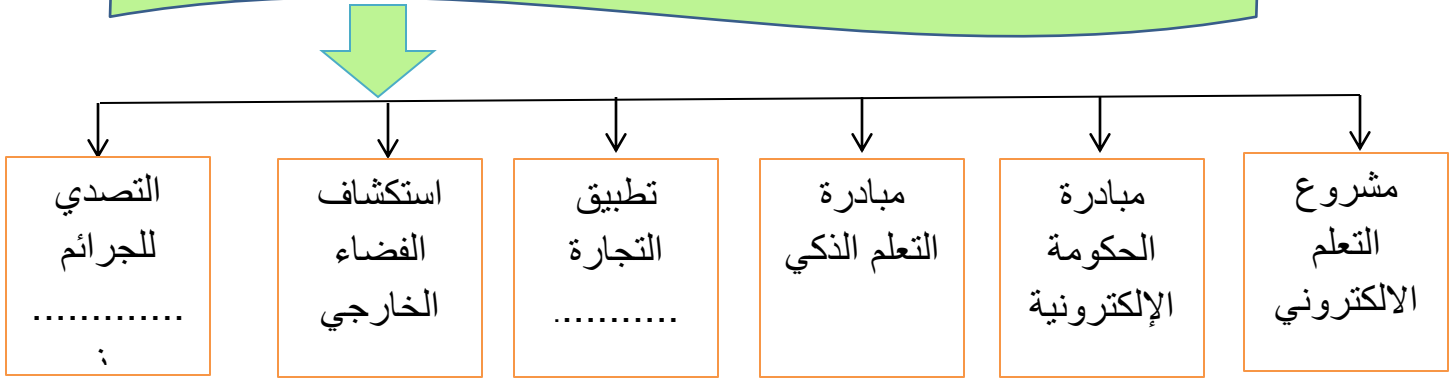 مشروع
التعلم
الالكتروني
مبادرة
الحكومة
الإلكترونية
مبادرة
التعلم الذكي
تطبيق
التجارة
...........
استكشاف
الفضاء
الخارجي
التصدي
للجرائم
.............